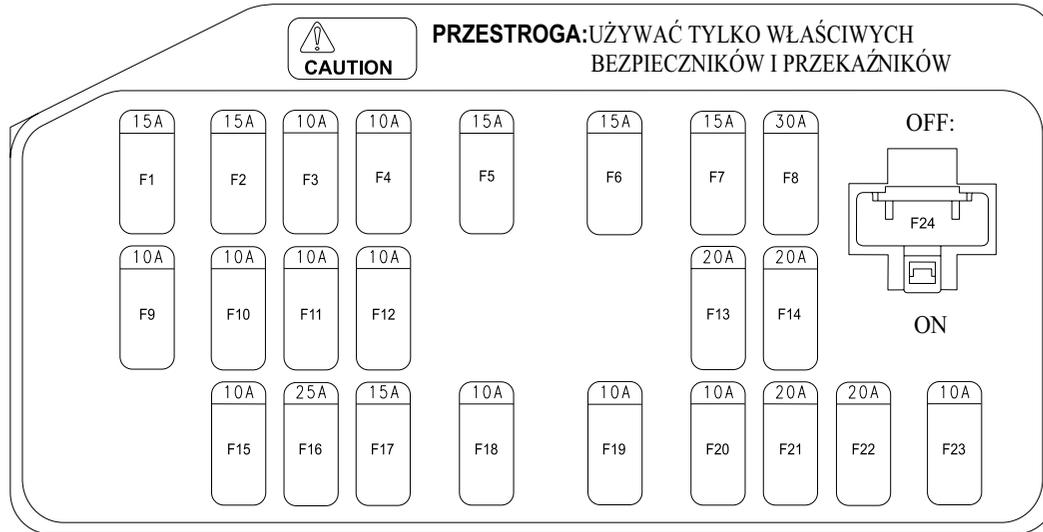 CAUTION
PRZESTROGA:UŻYWAĆ TYLKO WŁAŚCIWYCH
BEZPIECZNIKÓW I PRZEKAŹNIKÓW
15A 15A 10A 10A 15A 15A 15A 30A OFF:
F1 F2 F3 F4 F5 F6 F7 F8
F24
10A 10A 10A 10A 20A 20A
F9 F10 F11 F12 F13 F14
ON
10A 25A 15A 10A 10A 10A 20A 20A 10A
F15 F16 F17 F18 F19 F20 F21 F22 F23